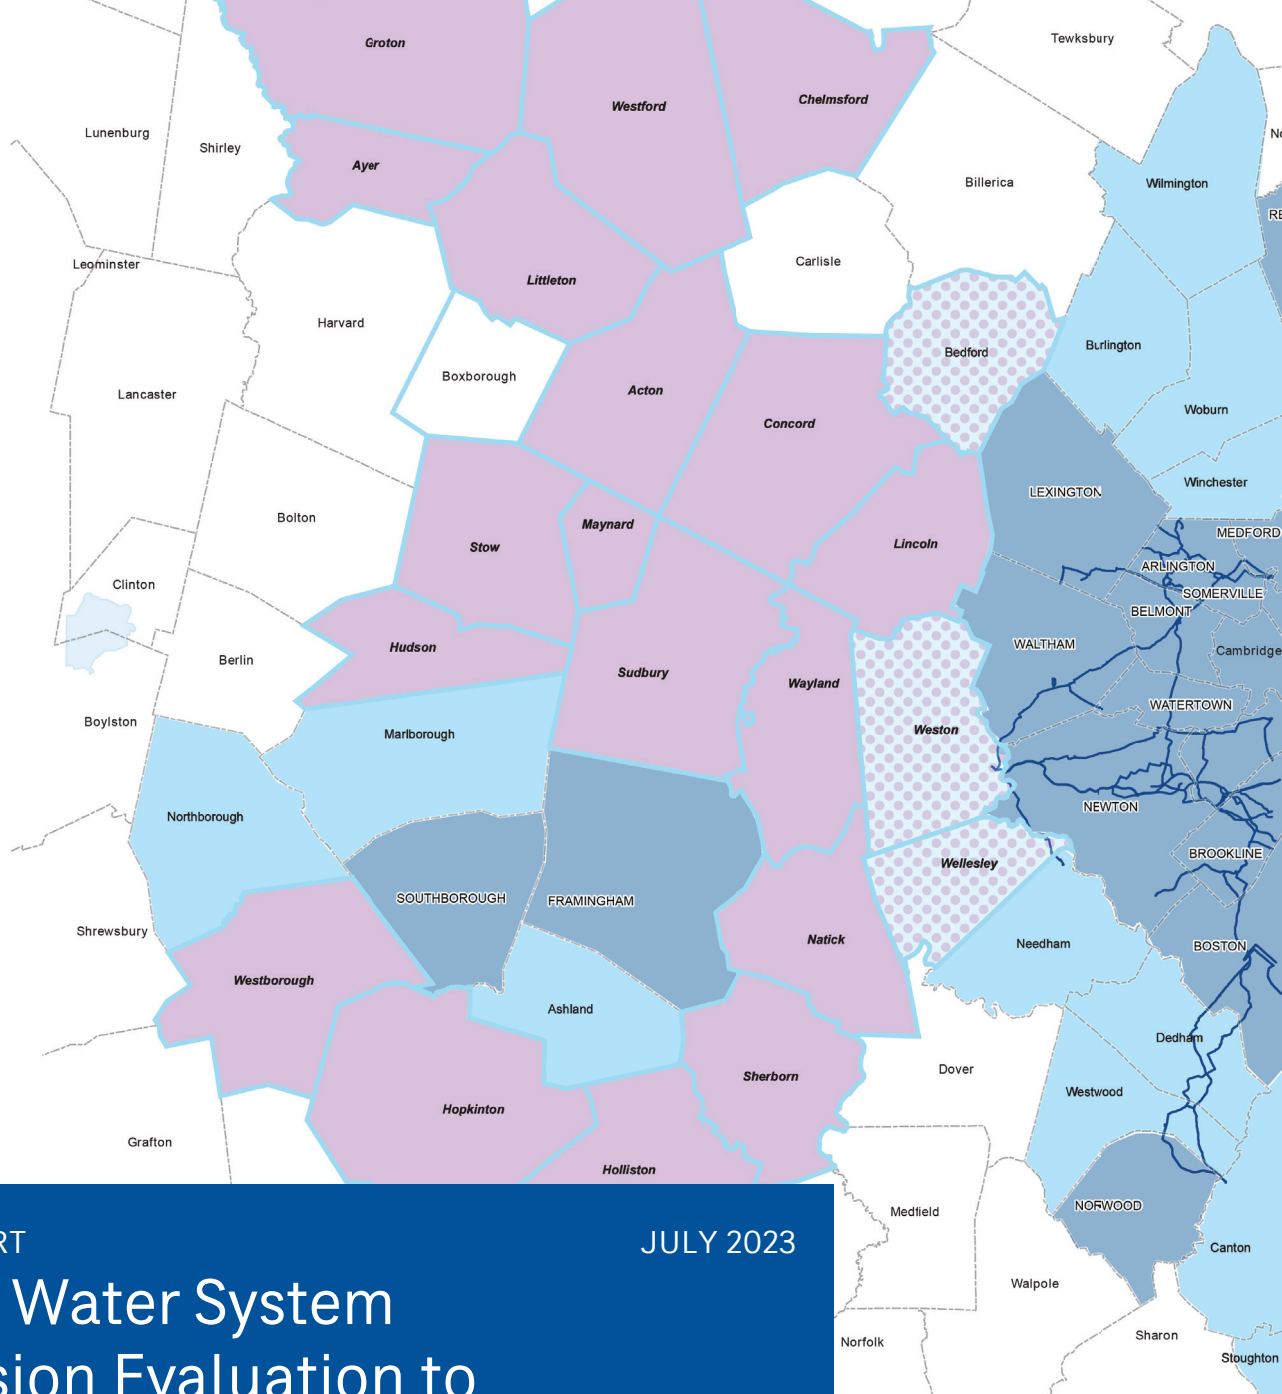 Groton
Tewksbury
Westford
Chelmsford
Lunenburg
Shirley
Ayer
Billerica
Wilmington
Leominster
Carlisle
Littleton
Harvard
Bedford
Burlington
Boxborough
Acton
Lancaster
Woburn
Concord
LEXINGTON
Winchester
Bolton
Maynard
MEDFORD
Stow
Lincoln
ARLINGTON
Clinton
SOMERVILLE
BELMONT
Hudson
WALTHAM
Cambridge
Berlin
Sudbury
Wayland
WATERTOWN
Boylston
Marlborough
Weston
Northborough
NEWTON
BROOKLINE
Wellesley
SOUTHBOROUGH
FRAMINGHAM
Shrewsbury
Natick
Needham
BOSTON
Westborough
Ashland
Dedham
Sherborn
Dover
Westwood
Hopkinton
Grafton
Holliston
NORWOOD
Medfield
Canton
RT
JULY 2023
Walpole
Water System
Norfolk
Sharon
Stoughton
sion Evaluation to